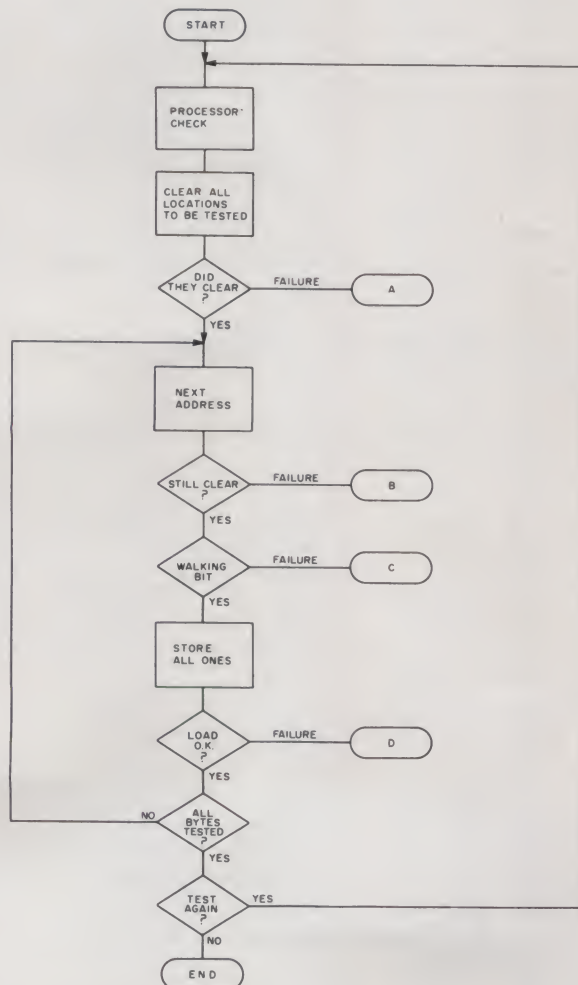 START
PROCESSOR
CHECK
CLEAR ALL
LOCATIONS
TO BE TESTED
DID
THEY CLEAR
?
FAILURE
A
YES
NEXT
ADDRESS
STILL CLEAR
?
FAILURE
B
YES
WALKING
BIT
FAILURE
C
YES
STORE
ALL ONES
LOAD
O.K.
?
FAILURE
D
YES
NO
ALL
BYTES
TESTED
?
YES
TEST
AGAIN
?
YES
NO
END